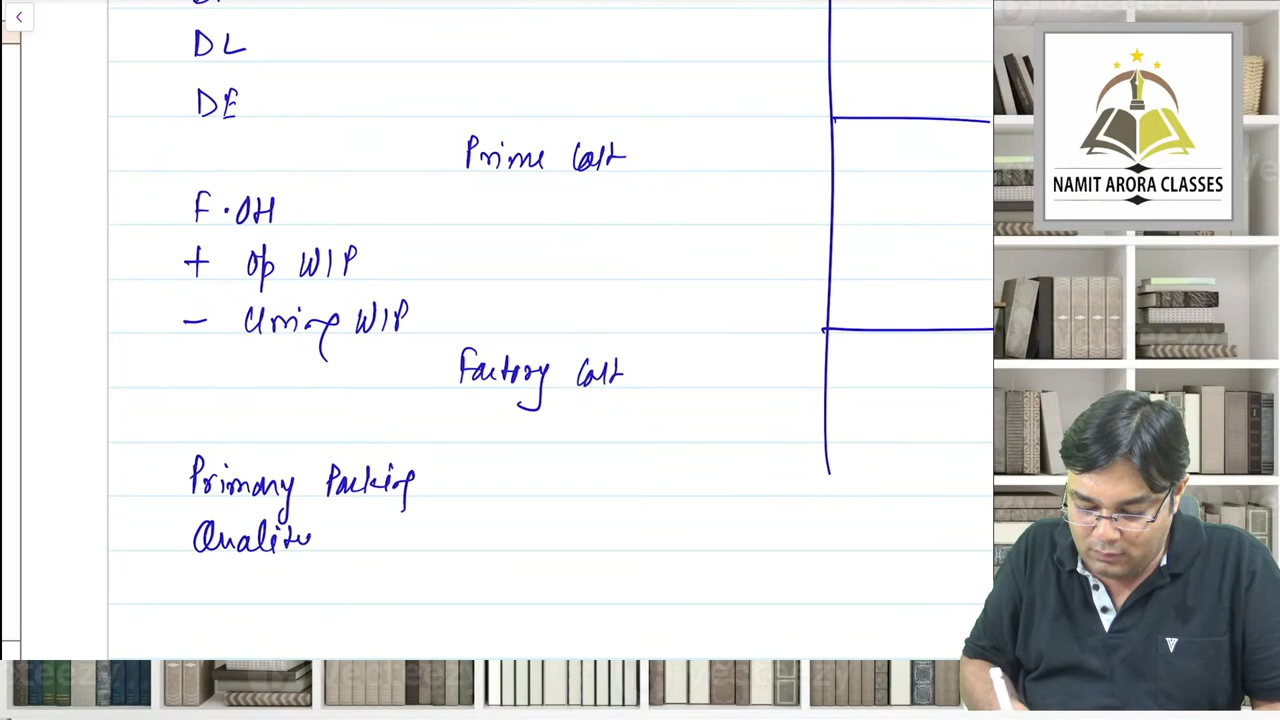 DL
DE
Prime Cost
F.OH
+ Op WIP
- Closing WIP
Factory Cost
Primary Packing
Quality
NAMIT ARORA CLASSES